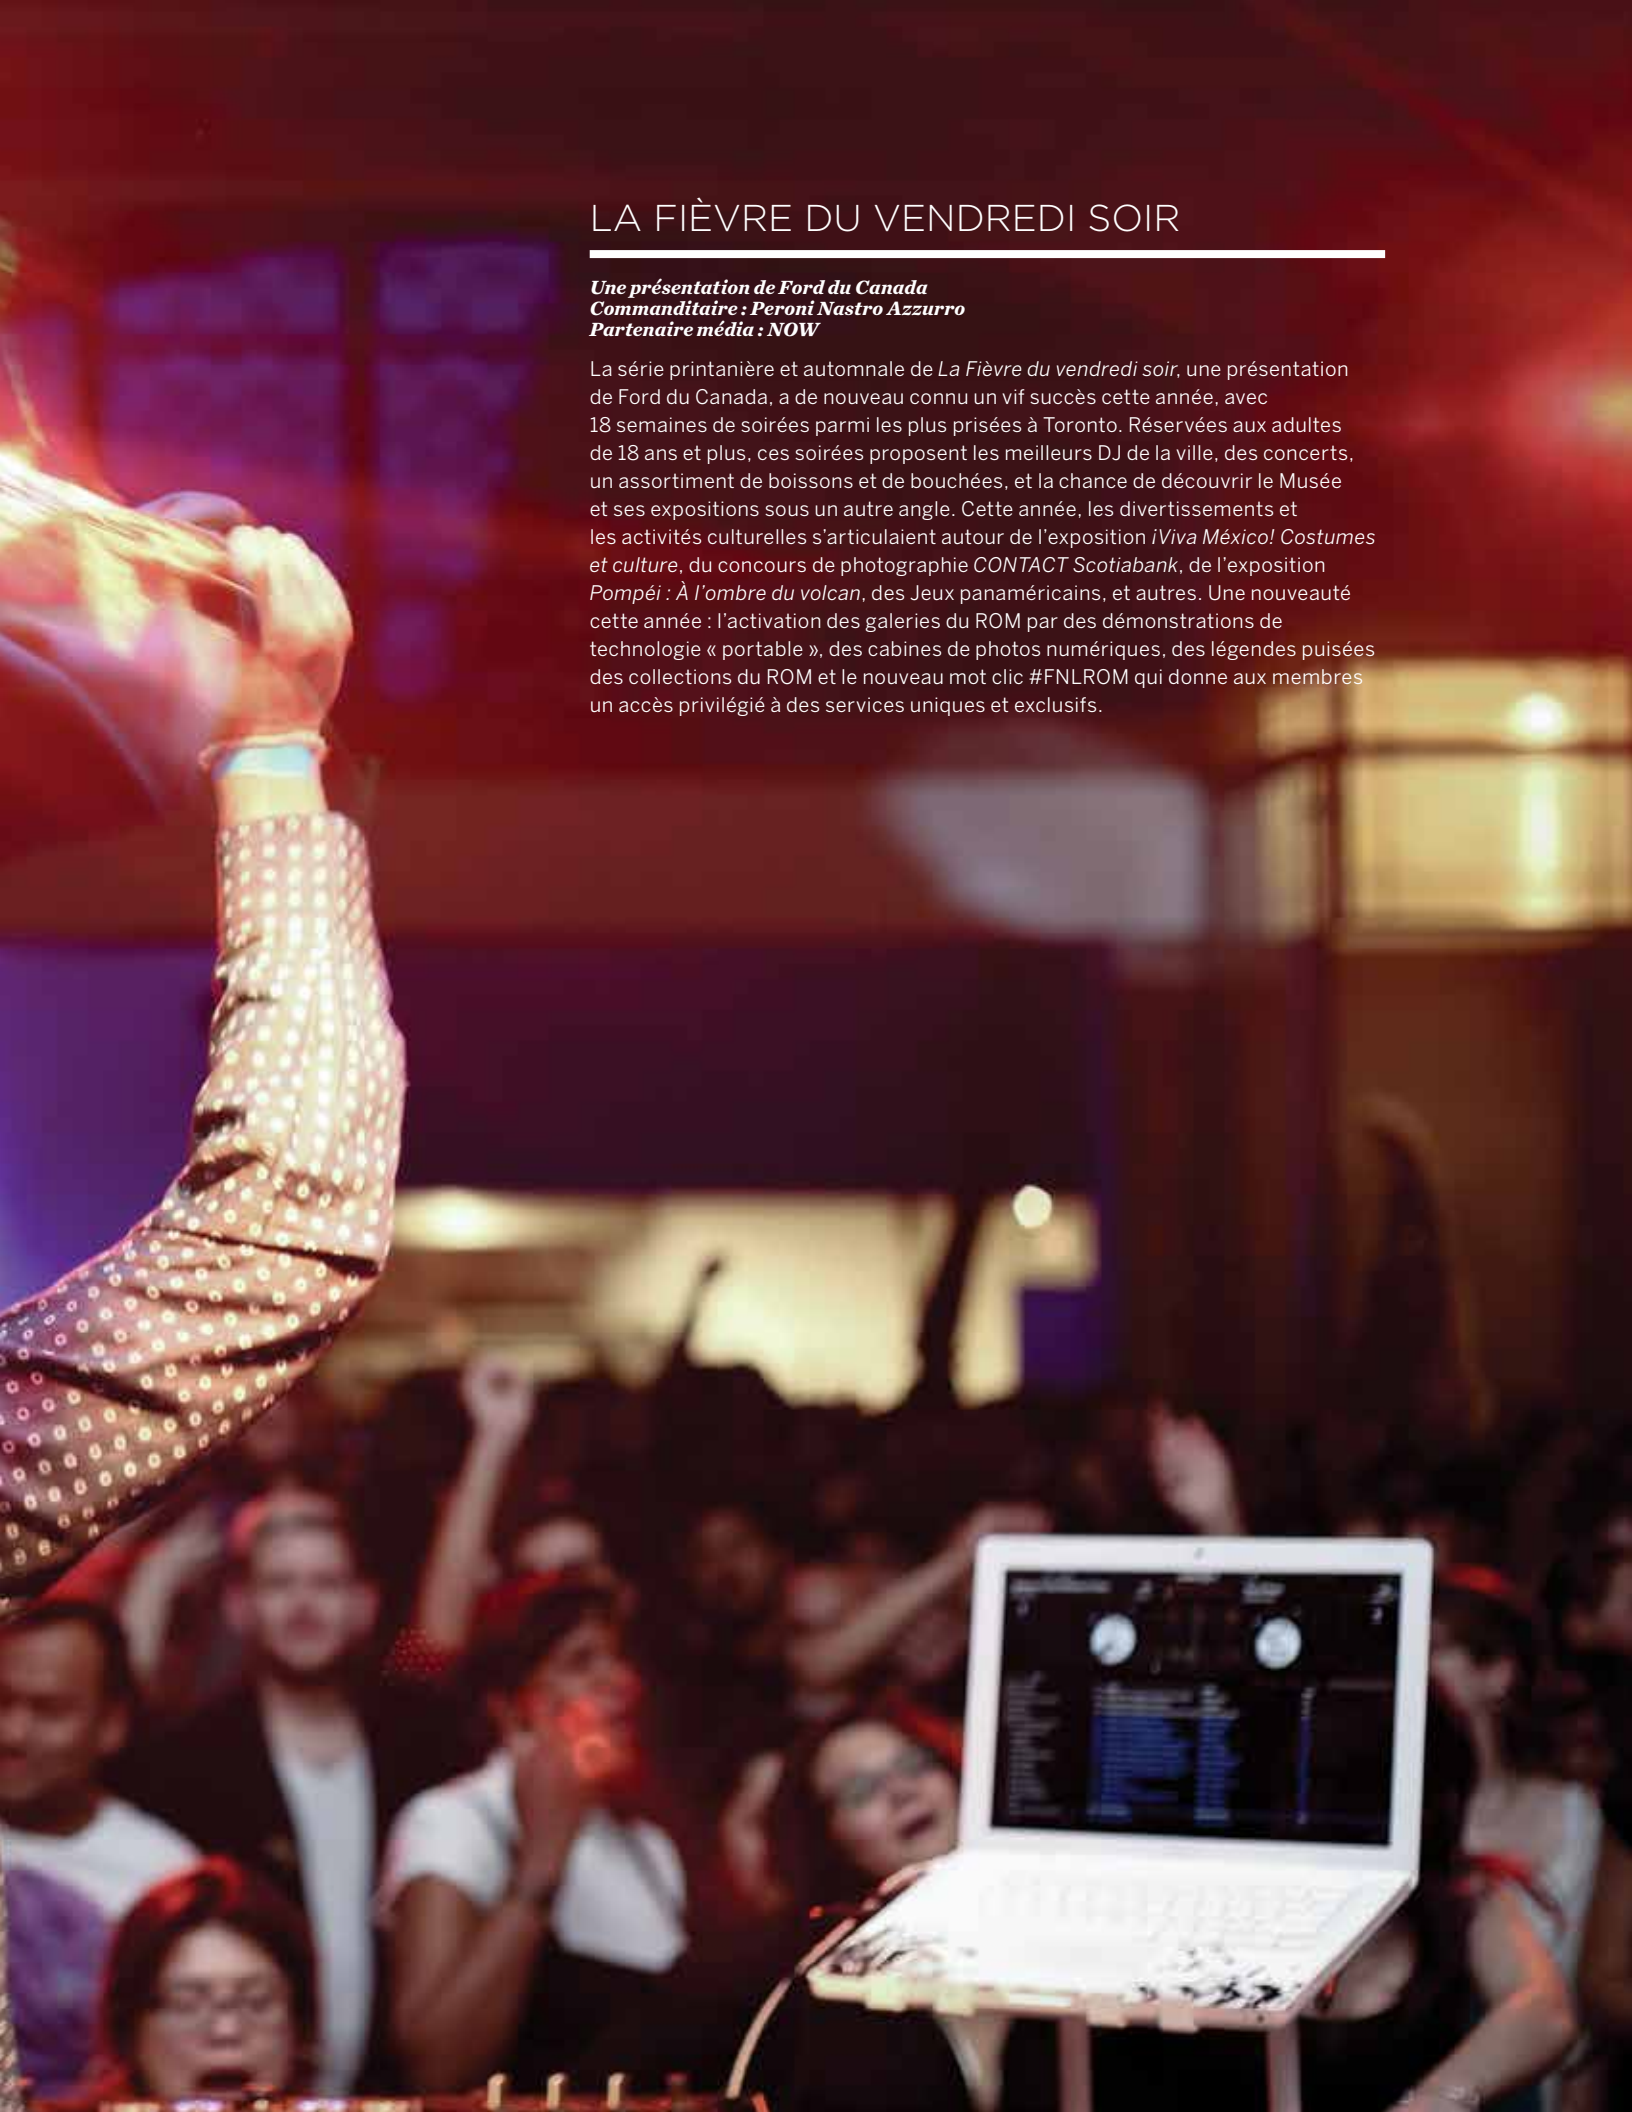 LA FIÈVRE DU VENDREDI SOIR
Une présentation de Ford du Canada
Commanditaire : Peroni Nastro Azzurro
Partenaire média : NOW
La série printanière et automnale de La Fièvre du vendredi soir, une présentation
de Ford du Canada, a de nouveau connu un vif succès cette année, avec
18 semaines de soirées parmi les plus prisées à Toronto. Réservées aux adultes
de 18 ans et plus, ces soirées proposent les meilleurs DJ de la ville, des concerts,
un assortiment de boissons et de bouchées, et la chance de découvrir le Musée
et ses expositions sous un autre angle. Cette année, les divertissements et
les activités culturelles s'articulaient autour de l'exposition ¡Viva México! Costumes
et culture, du concours de photographie CONTACT Scotiabank, de l'exposition
Pompéi : À l'ombre du volcan, des Jeux panaméricains, et autres. Une nouveauté
cette année : l'activation des galeries du ROM par des démonstrations de
technologie « portable », des cabines de photos numériques, des légendes puisées
des collections du ROM et le nouveau mot clic #FNLROM qui donne aux membres
un accès privilégié à des services uniques et exclusifs.